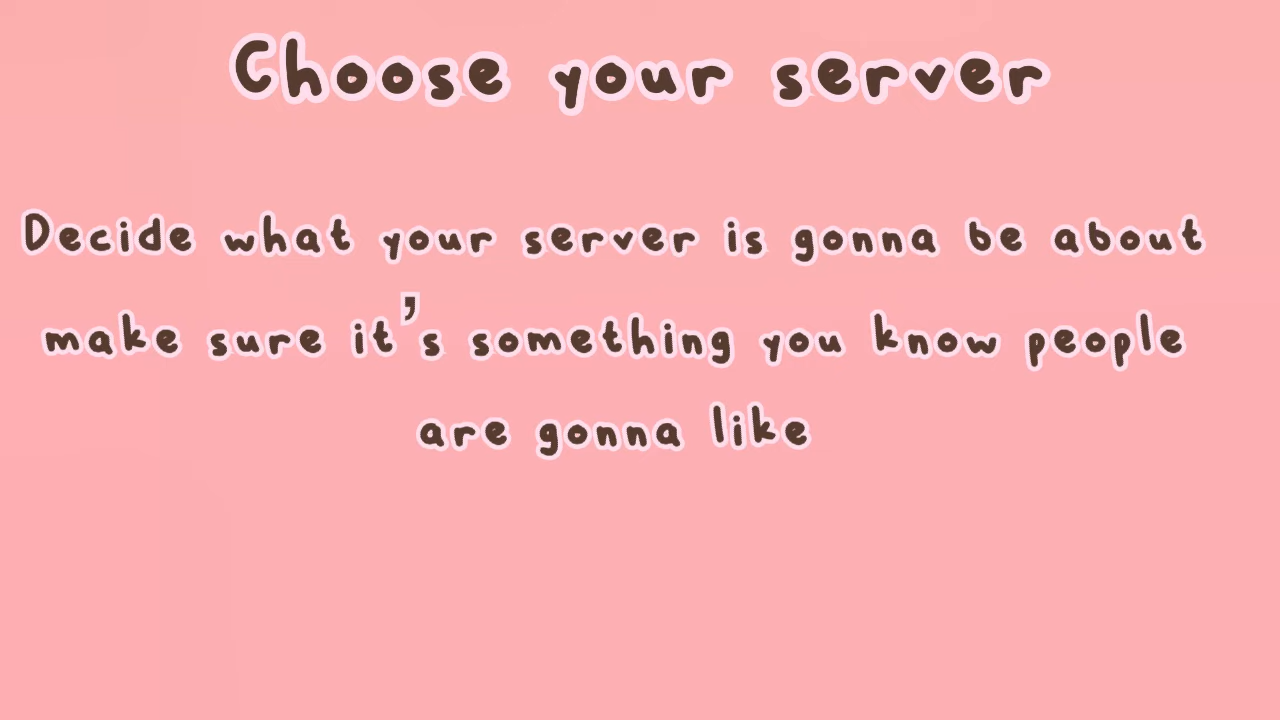 Choose your server
Decide what your server is gonna be about
make sure it's something you know people
are gonna like